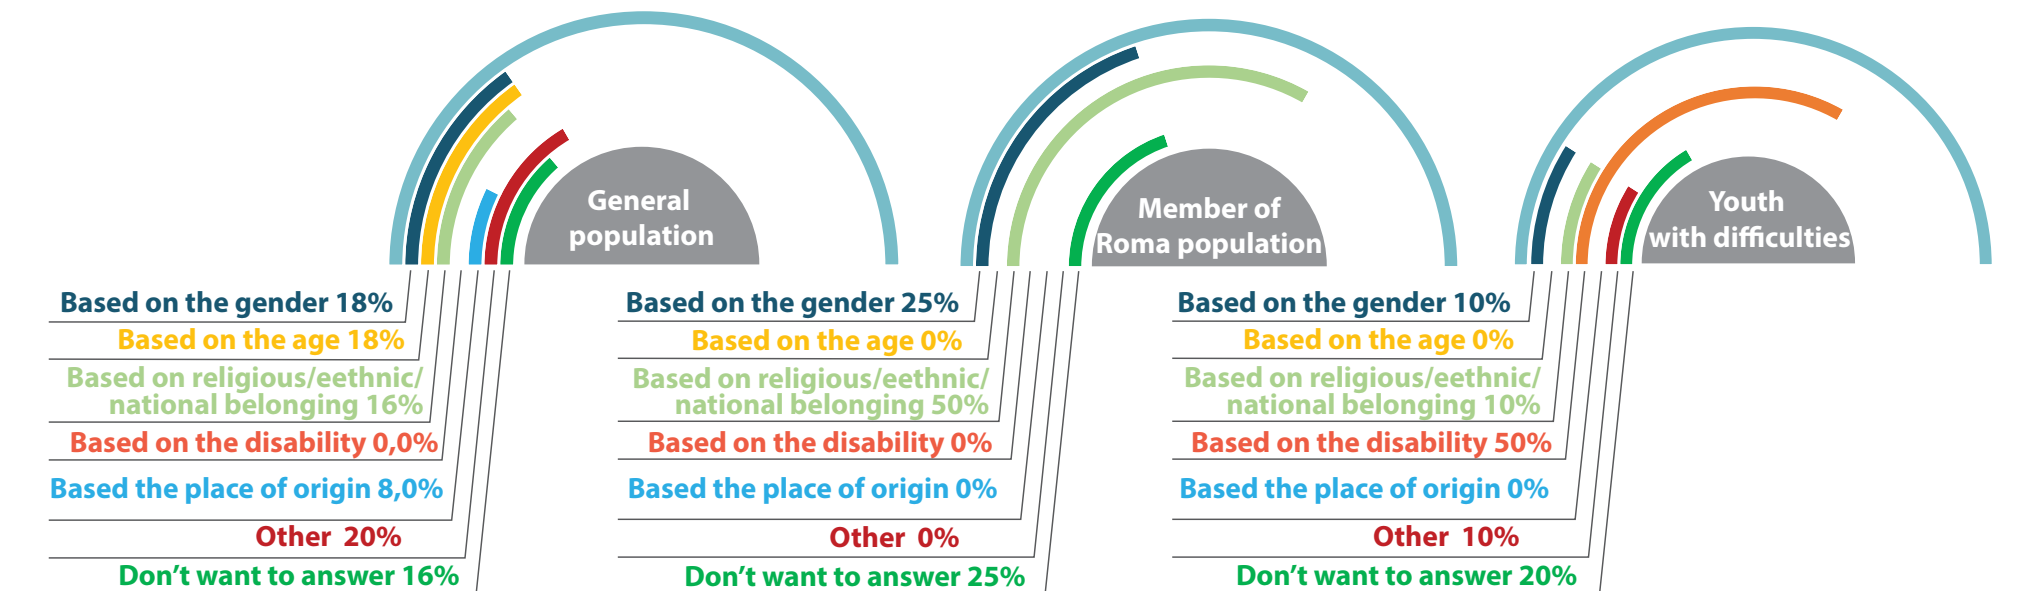 General
population
Based on the gender 18%
Based on the age 18%
Based on religious/eethnic/
national belonging 16%
Based on the disability 0,0%
Based the place of origin 8,0%
Other 20%
Don't want to answer 16%
Member of
Roma population
Based on the gender 25%
Based on the age 0%
Based on religious/eethnic/
national belonging 50%
Based on the disability 0%
Based the place of origin 0%
Other 0%
Don't want to answer 25%
Youth
with difficulties
Based on the gender 10%
Based on the age 0%
Based on religious/eethnic/
national belonging 10%
Based on the disability 50%
Based the place of origin 0%
Other 10%
Don't want to answer 20%